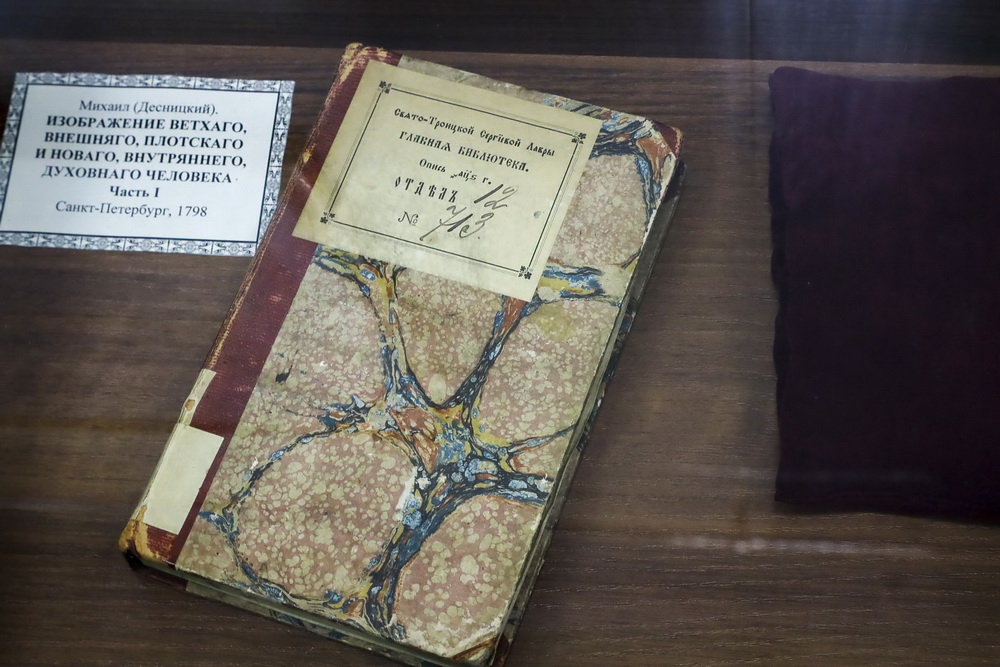 Михаил (Десницкий).
ИЗОБРАЖЕНИЕ ВЕТХАГО,
ВНЕШНЯГО, ПЛОТСКАГО
И НОВАГО, ВНУТРЯННЕГО,
ДУХОВНАГО ЧЕЛОВЕКА
Часть I
Санкт-Петербург, 1798
Свято-Троицкой Сергіевой Лавры
ГЛАВНАЯ БИБЛІОТЕКА.
Опись г.
ОТДѢЛЪ 12
№ 713.